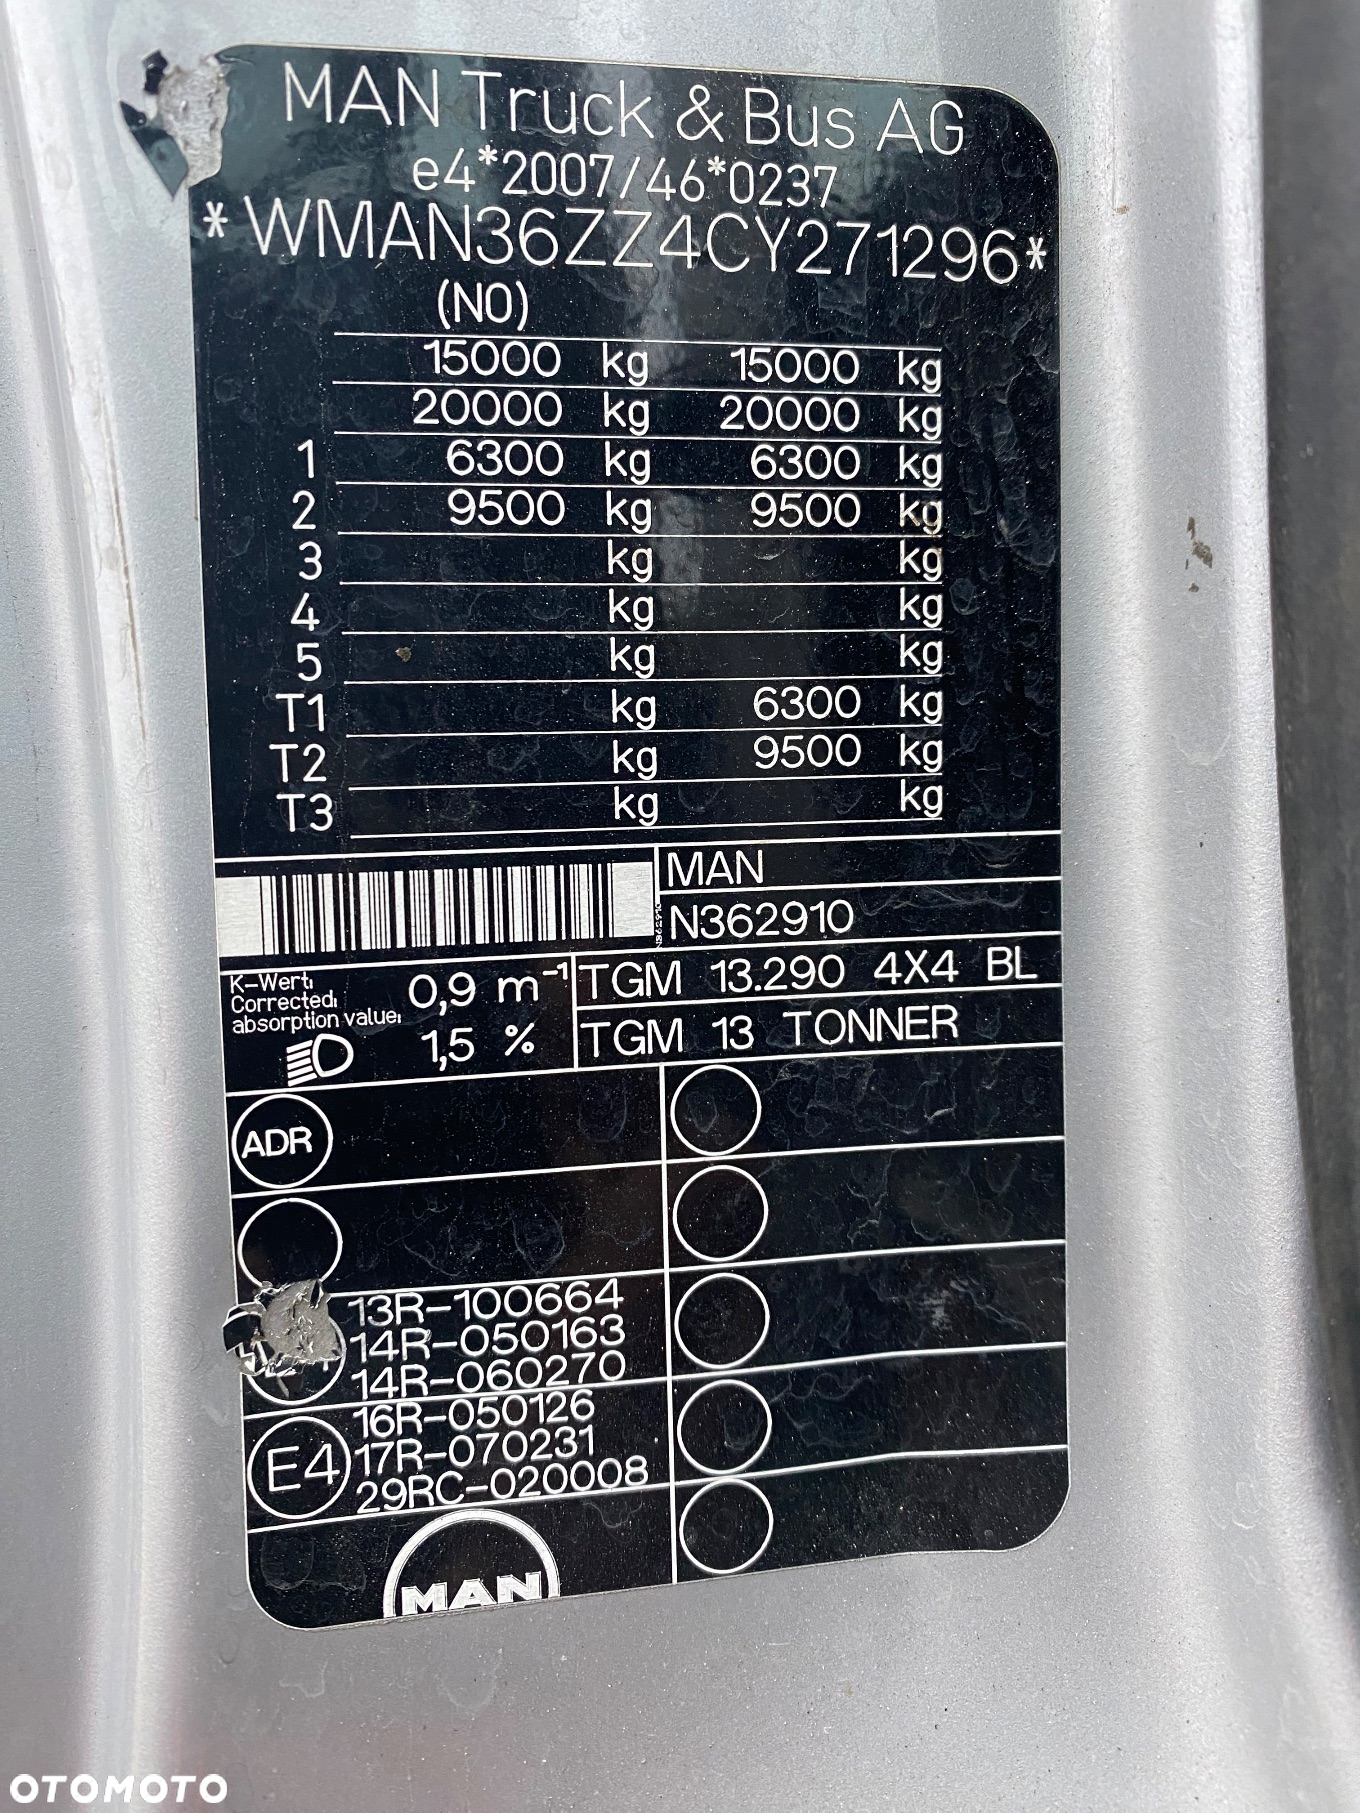 MAN Truck & Bus AG
e4*2007/46*0237
*WMAN36ZZ4CY271296*
(NO)
15000 kg 15000 kg
20000 kg 20000 kg
1 6300 kg 6300 kg
2 9500 kg 9500 kg
3 kg kg
4 kg kg
5 kg kg
T1 kg 6300 kg
T2 kg 9500 kg
T3 kg kg
N362910
MAN
N362910
K-Wert:
Corrected:
absorption value:
0,9 m⁻¹
1,5 %
TGM 13.290 4X4 BL
TGM 13 TONNER
ADR
13R-100664
14R-050163
14R-060270
E4
16R-050126
17R-070231
29RC-020008
MAN
OTOMOTO